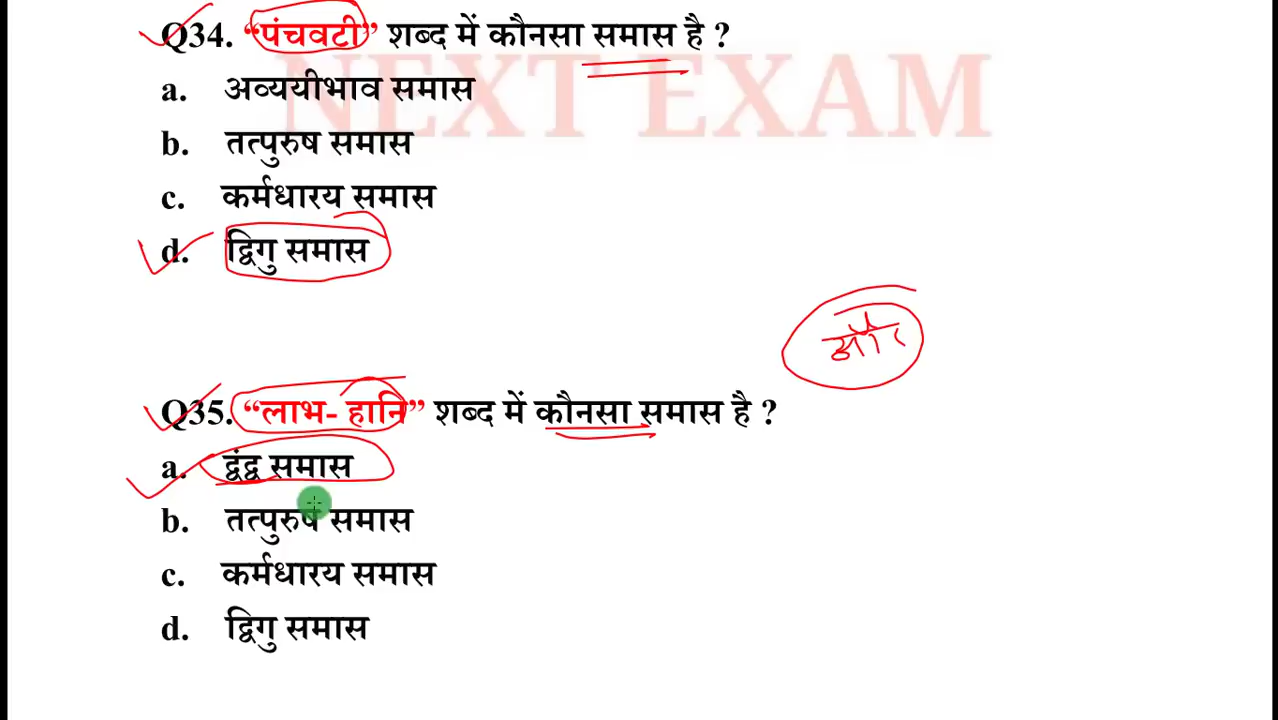 Q34. “पंचवटी” शब्द में कौनसा समास है ?
NEXT EXAM
a. अव्ययीभाव समास
b. तत्पुरुष समास
c. कर्मधारय समास
d. द्विगु समास
और
Q35. “लाभ- हानि” शब्द में कौनसा समास है ?
a. द्वंद्व समास
b. तत्पुरुष समास
c. कर्मधारय समास
d. द्विगु समास